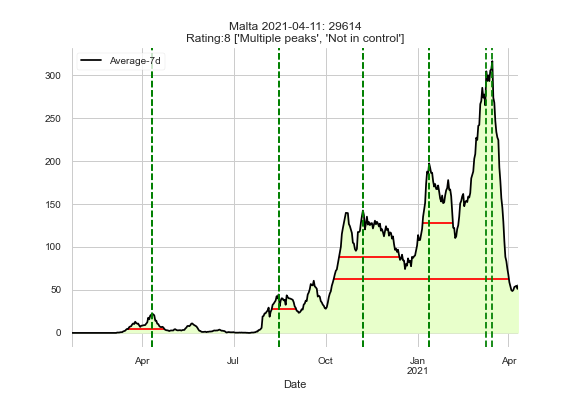 Malta 2021-04-11: 29614
Rating:8 ['Multiple peaks', 'Not in control']
Average-7d
300
250
200
150
100
50
0
Apr
Jul
Oct
Jan
2021
Apr
Date